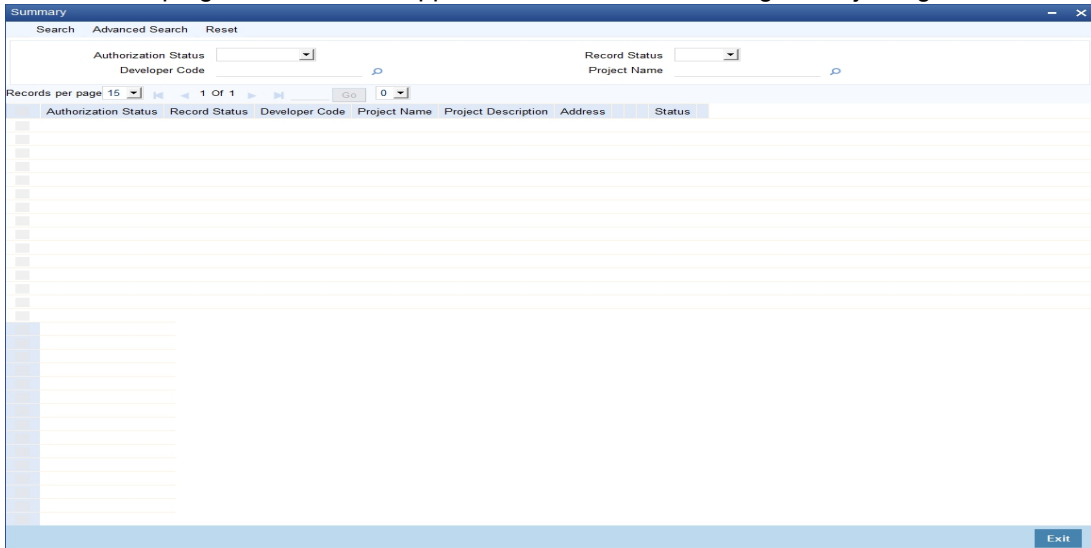 Summary
Search Advanced Search Reset
Authorization Status Record Status
Developer Code Project Name
Records per page 15 1 Of 1 Go 0
Authorization Status Record Status Developer Code Project Name Project Description Address Status
Exit